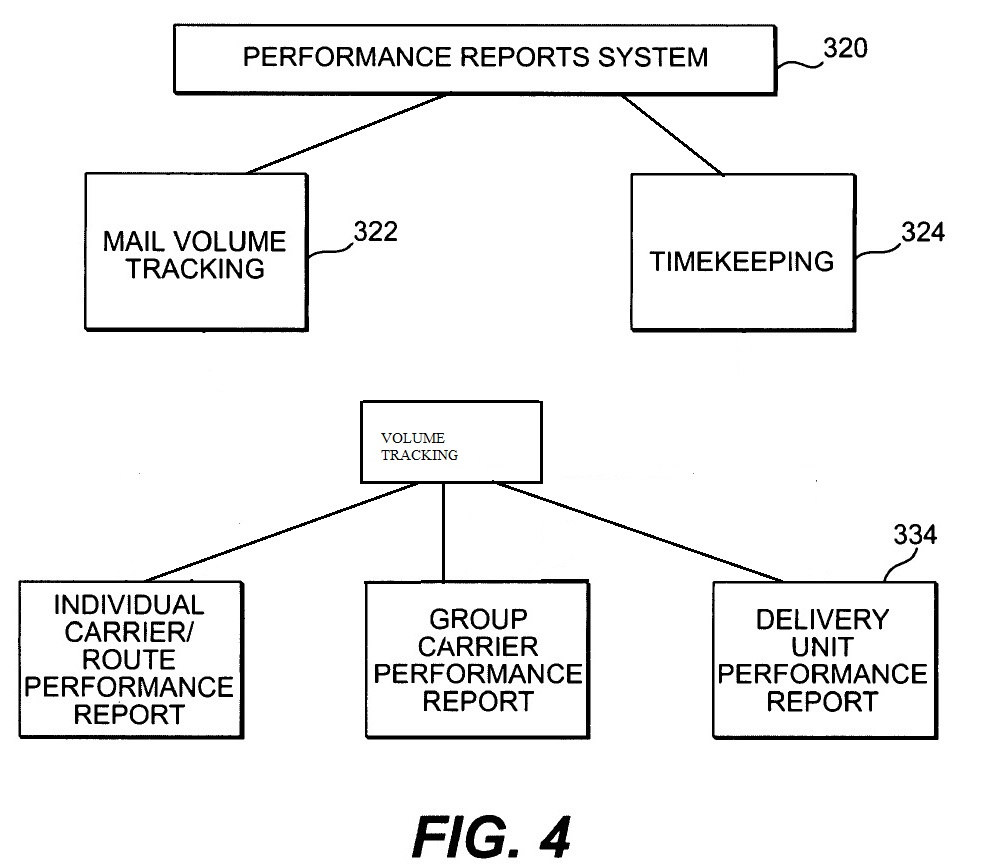 PERFORMANCE REPORTS SYSTEM
320
MAIL VOLUME
TRACKING
322
TIMEKEEPING
324
VOLUME
TRACKING
334
INDIVIDUAL
CARRIER/
ROUTE
PERFORMANCE
REPORT
GROUP
CARRIER
PERFORMANCE
REPORT
DELIVERY
UNIT
PERFORMANCE
REPORT
FIG. 4